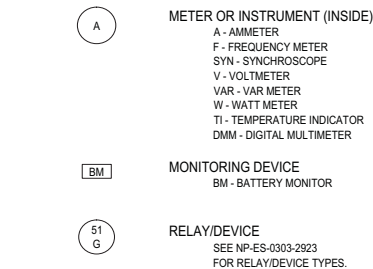 A
METER OR INSTRUMENT (INSIDE)
A - AMMETER
F - FREQUENCY METER
SYN - SYNCHROSCOPE
V - VOLTMETER
VAR - VAR METER
W - WATT METER
TI - TEMPERATURE INDICATOR
DMM - DIGITAL MULTIMETER
BM
MONITORING DEVICE
BM - BATTERY MONITOR
51
G
RELAY/DEVICE
SEE NP-ES-0303-2923
FOR RELAY/DEVICE TYPES.